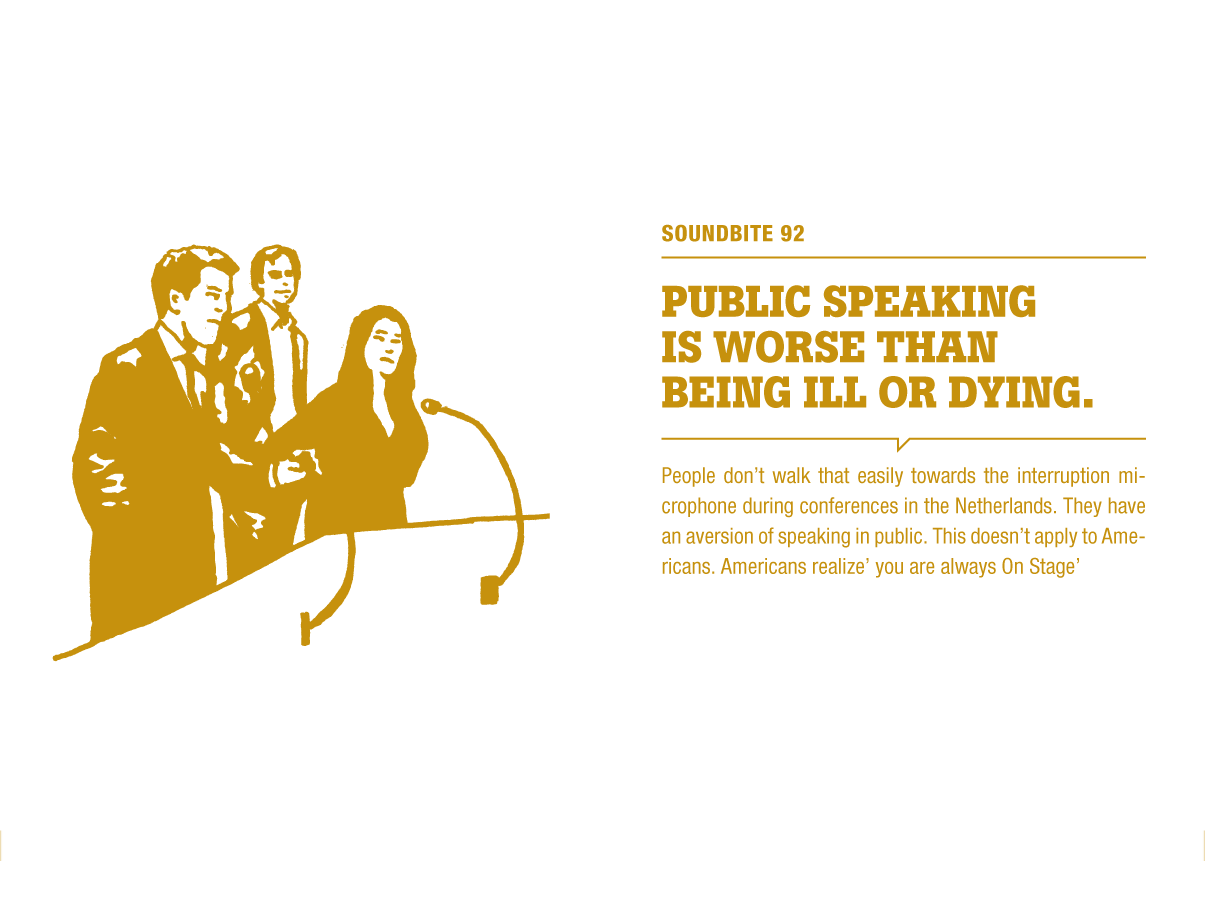 SOUNDBITE 92
PUBLIC SPEAKING
IS WORSE THAN
BEING ILL OR DYING.
People don’t walk that easily towards the interruption mi-
crophone during conferences in the Netherlands. They have
an aversion of speaking in public. This doesn’t apply to Ame-
ricans. Americans realize’ you are always On Stage’